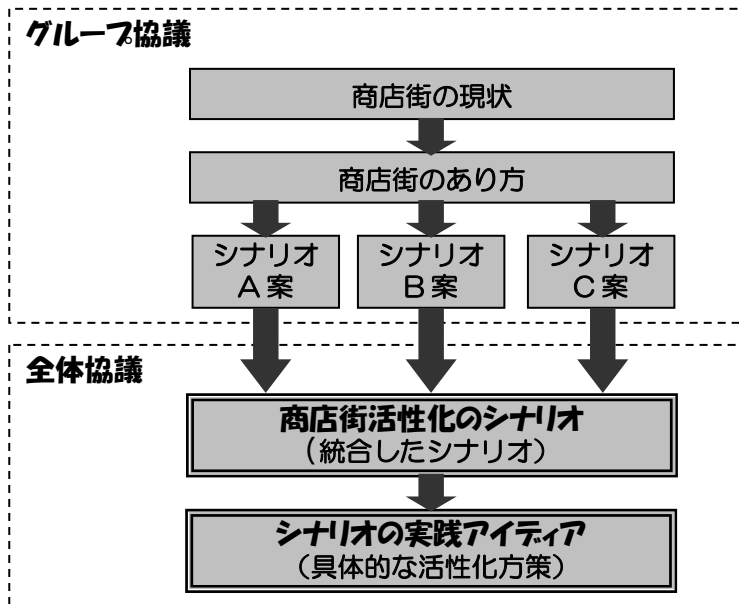 グループ協議
商店街の現状
商店街のあり方
シナリオ
A案
シナリオ
B案
シナリオ
C案
全体協議
商店街活性化のシナリオ
（統合したシナリオ）
シナリオの実践アイディア
（具体的な活性化方策）